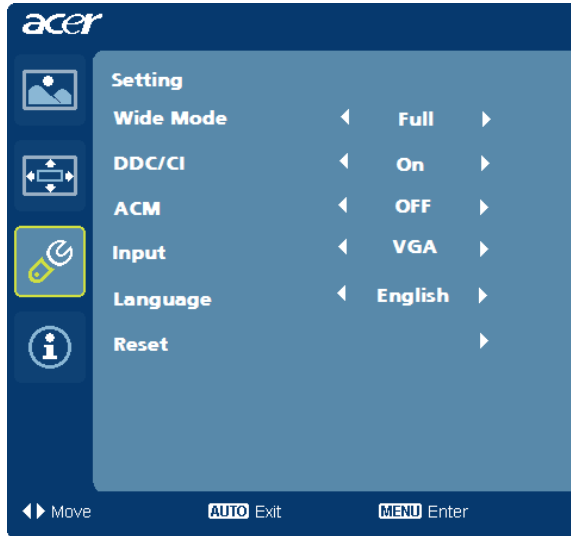 acer
Setting
Wide Mode Full
DDC/CI On
ACM OFF
Input VGA
Language English
Reset
Move AUTO Exit MENU Enter